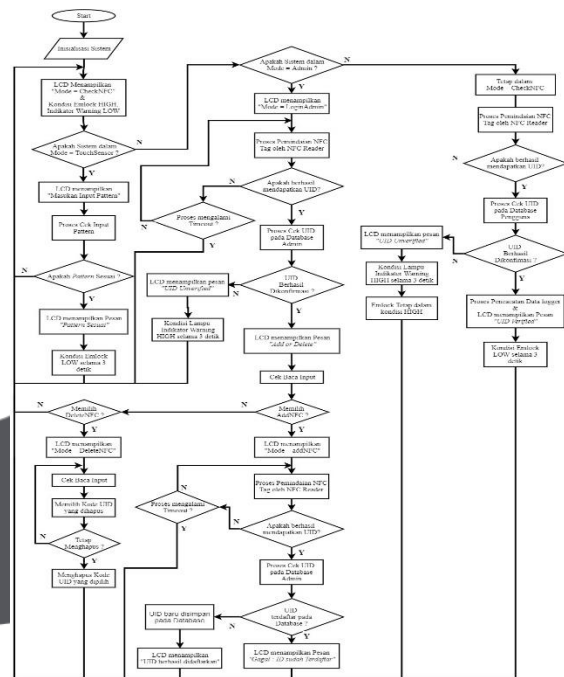 Start
Inisialisasi Sistem
LCD Menampilkan
"Mode = CheckNFC"
&
Kondisi Emlock HIGH,
Indikator Warning LOW
Apakah Sistem dalam
Mode = TouchSensor ?
N
Y
LCD menampilkan
"Masukan Input Pattern"
Proses Cek Input
Pattern
Apakah Pattern Sesuai ?
N
Y
LCD menampilkan Pesan
"Pattern Sesuai"
Kondisi Emlock
LOW selama 3
detik
Apakah Sistem dalam
Mode = Admin ?
N
Y
LCD menampilkan
"Mode = LoginAdmin"
Proses Pemindaian NFC
Tag oleh NFC Reader
Apakah berhasil
mendapatkan UID?
N
Y
Proses mengalami
Timeout ?
N
Y
Proses Cek UID
pada Database
Admin
UID
Berhasil
Dikonfirmasi ?
N
Y
LCD menampilkan pesan
"UID Unverified"
Kondisi Lampu
Indikator Warning
HIGH selama 3 detik
LCD menampilkan Pesan
"Add or Delete"
Cek Baca Input
Memilih
AddNFC ?
N
Y
Memilih
DeleteNFC ?
N
Y
LCD menampilkan
"Mode DeleteNFC"
Cek Baca Input
Memilih Kode UID
yang dihapus
Tetap
Menghapus ?
N
Y
Menghapus Kode
UID yang dipilih
LCD menampilkan
"Mode addNFC"
Proses Pemindaian NFC
Tag oleh NFC Reader
Apakah berhasil
mendapatkan UID?
N
Y
Proses mengalami
Timeout ?
N
Y
Proses Cek UID
pada Database
Admin
UID
terdaftar pada
Database ?
N
Y
UID baru disimpan
pada Database
LCD menampilkan
"UID berhasil didaftarkan"
LCD menampilkan Pesan
"Gagal ID sudah Terdaftar"
Tetap dalam
Mode CheckNFC
Proses Pemindaian NFC
Tag oleh NFC Reader
Apakah berhasil
mendapatkan UID?
N
Y
Proses Cek UID
pada Database
Pengguna
UID
Berhasil
Dikonfirmasi ?
N
Y
LCD menampilkan pesan
"UID Unverified"
Kondisi Lampu
Indikator Warning
HIGH selama 3 detik
Emlock Tetap dalam
kondisi HIGH
Proses Pencatatan Data logger
&
LCD menampilkan Pesan
"UID Verified"
Kondisi Emlock
LOW selama 3
detik